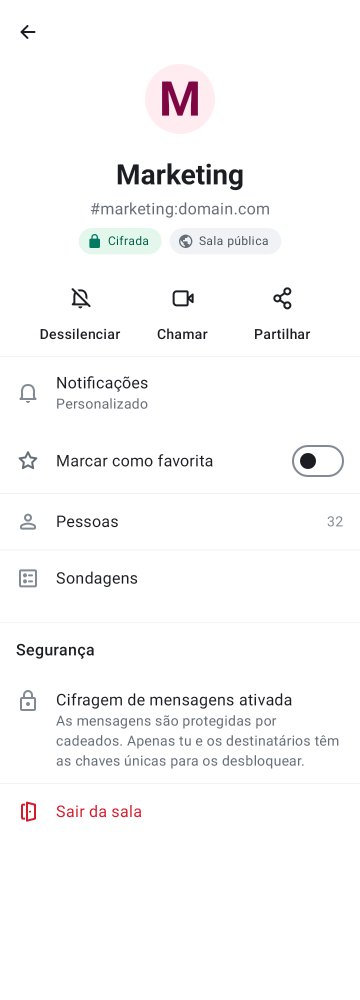 M
Marketing
#marketing:domain.com
Cifrada Sala pública
Dessilenciar Chamar Partilhar
Notificações
Personalizado
Marcar como favorita
Pessoas 32
Sondagens
Segurança
Cifragem de mensagens ativada
As mensagens são protegidas por
cadeados. Apenas tu e os destinatários têm
as chaves únicas para os desbloquear.
Sair da sala